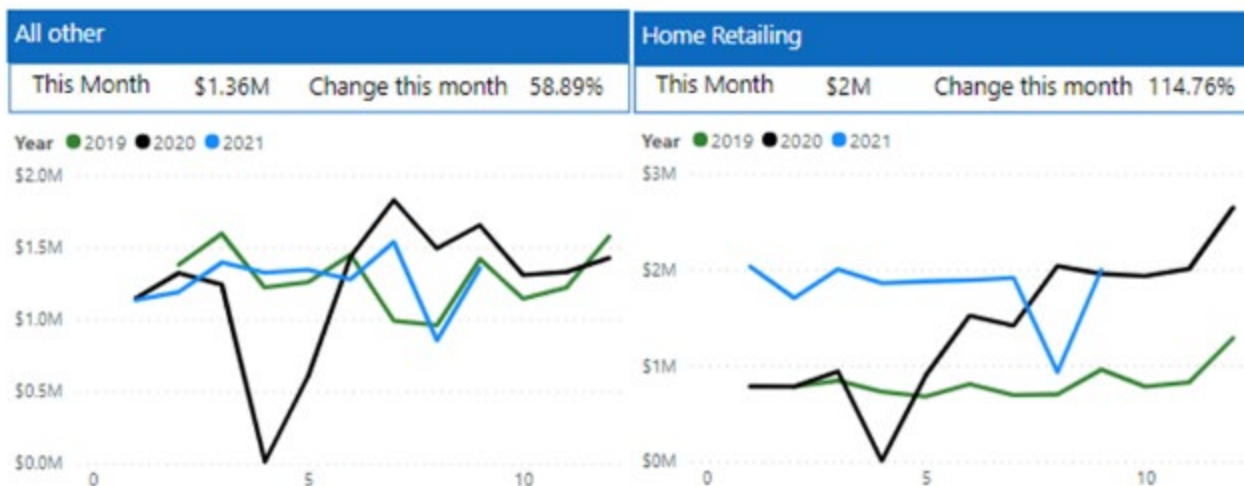 All other
This Month $1.36M Change this month 58.89%
Year 2019 2020 2021
$2.0M
$1.5M
$1.0M
$0.5M
$0.0M
0 5 10
Home Retailing
This Month $2M Change this month 114.76%
Year 2019 2020 2021
$3M
$2M
$1M
$0M
0 5 10